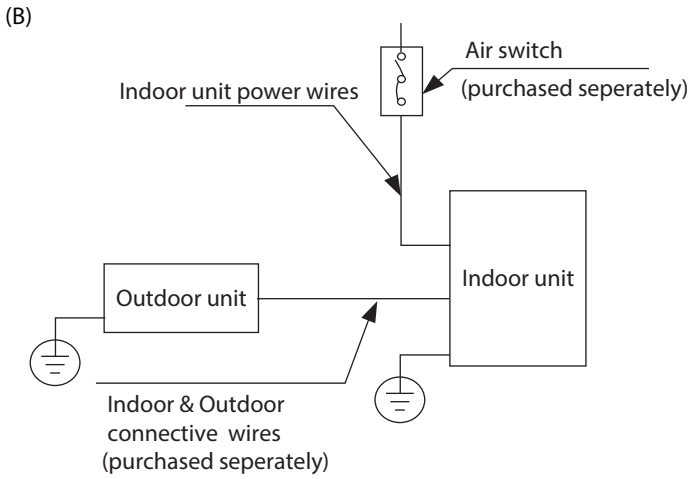 (B)
Air switch
(purchased seperately)
Indoor unit power wires
Indoor unit
Outdoor unit
Indoor & Outdoor
connective wires
(purchased seperately)